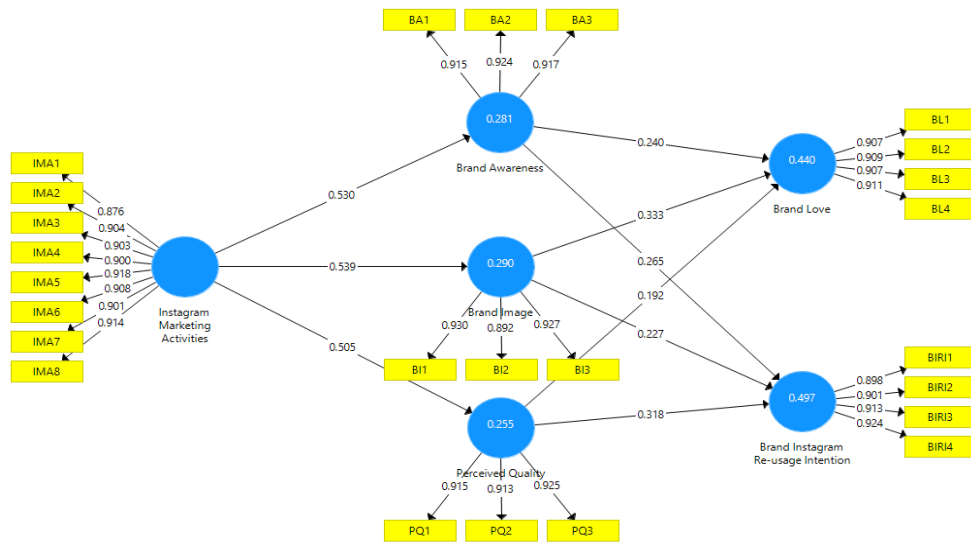 BA1
BA2
BA3
0.915
0.924
0.917
0.281
Brand Awareness
IMA1
IMA2
IMA3
IMA4
IMA5
IMA6
IMA7
IMA8
0.876
0.904
0.903
0.900
0.918
0.908
0.901
0.914
Instagram
Marketing
Activities
0.530
0.539
0.505
0.290
Brand Image
0.930
0.892
0.927
BI1
BI2
BI3
0.255
Perceived Quality
0.915
0.913
0.925
PQ1
PQ2
PQ3
0.240
0.333
0.265
0.192
0.227
0.318
0.440
Brand Love
0.907
0.909
0.907
0.911
BL1
BL2
BL3
BL4
0.497
Brand Instagram
Re-usage Intention
0.898
0.901
0.913
0.924
BIRI1
BIRI2
BIRI3
BIRI4